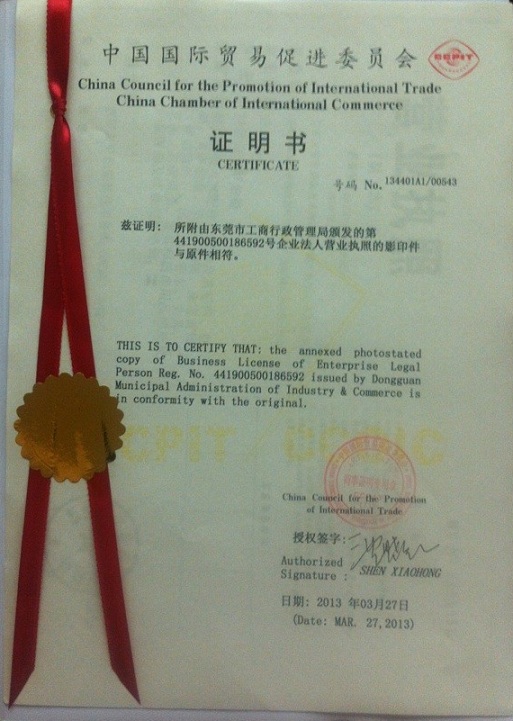 中国国际贸易促进委员会
CCPIT
China Council for the Promotion of International Trade
China Chamber of International Commerce
证明书
CERTIFICATE
号码 No. 134401A1/00543
兹证明: 所附由东莞市工商行政管理局颁发的第
441900500186592号企业法人营业执照的影印件
与原件相符。
THIS IS TO CERTIFY THAT: the annexed photostated
copy of Business License of Enterprise Legal
Person Reg. No. 441900500186592 issued by Dongguan
Municipal Administration of Industry & Commerce is
in conformity with the original.
CCPIT CCOIC
China Council for the Promotion
of International Trade
授权签字:
Authorized
Signature : SHEN XIAOHONG
日期: 2013 年03月27日
(Date: MAR. 27,2013)